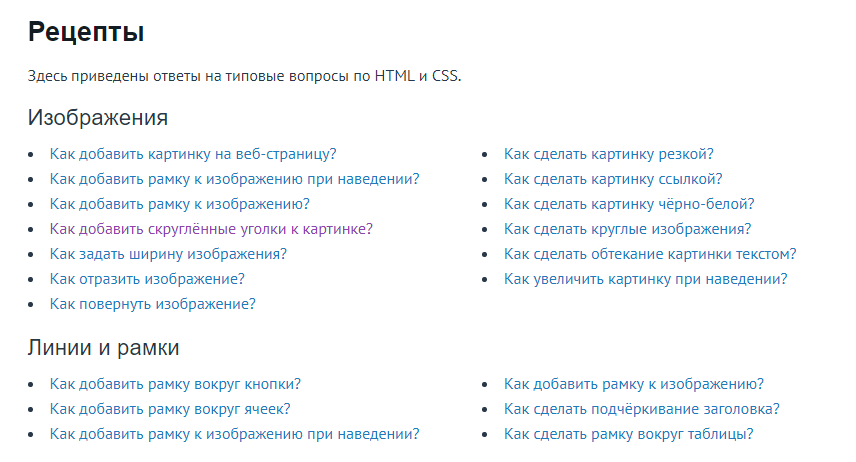 Рецепты
Здесь приведены ответы на типовые вопросы по HTML и CSS.
Изображения
Как добавить картинку на веб-страницу?
Как добавить рамку к изображению при наведении?
Как добавить рамку к изображению?
Как добавить скруглённые уголки к картинке?
Как задать ширину изображения?
Как отразить изображение?
Как повернуть изображение?
Как сделать картинку резкой?
Как сделать картинку ссылкой?
Как сделать картинку чёрно-белой?
Как сделать круглые изображения?
Как сделать обтекание картинки текстом?
Как увеличить картинку при наведении?
Линии и рамки
Как добавить рамку вокруг кнопки?
Как добавить рамку вокруг ячеек?
Как добавить рамку к изображению при наведении?
Как добавить рамку к изображению?
Как сделать подчёркивание заголовка?
Как сделать рамку вокруг таблицы?